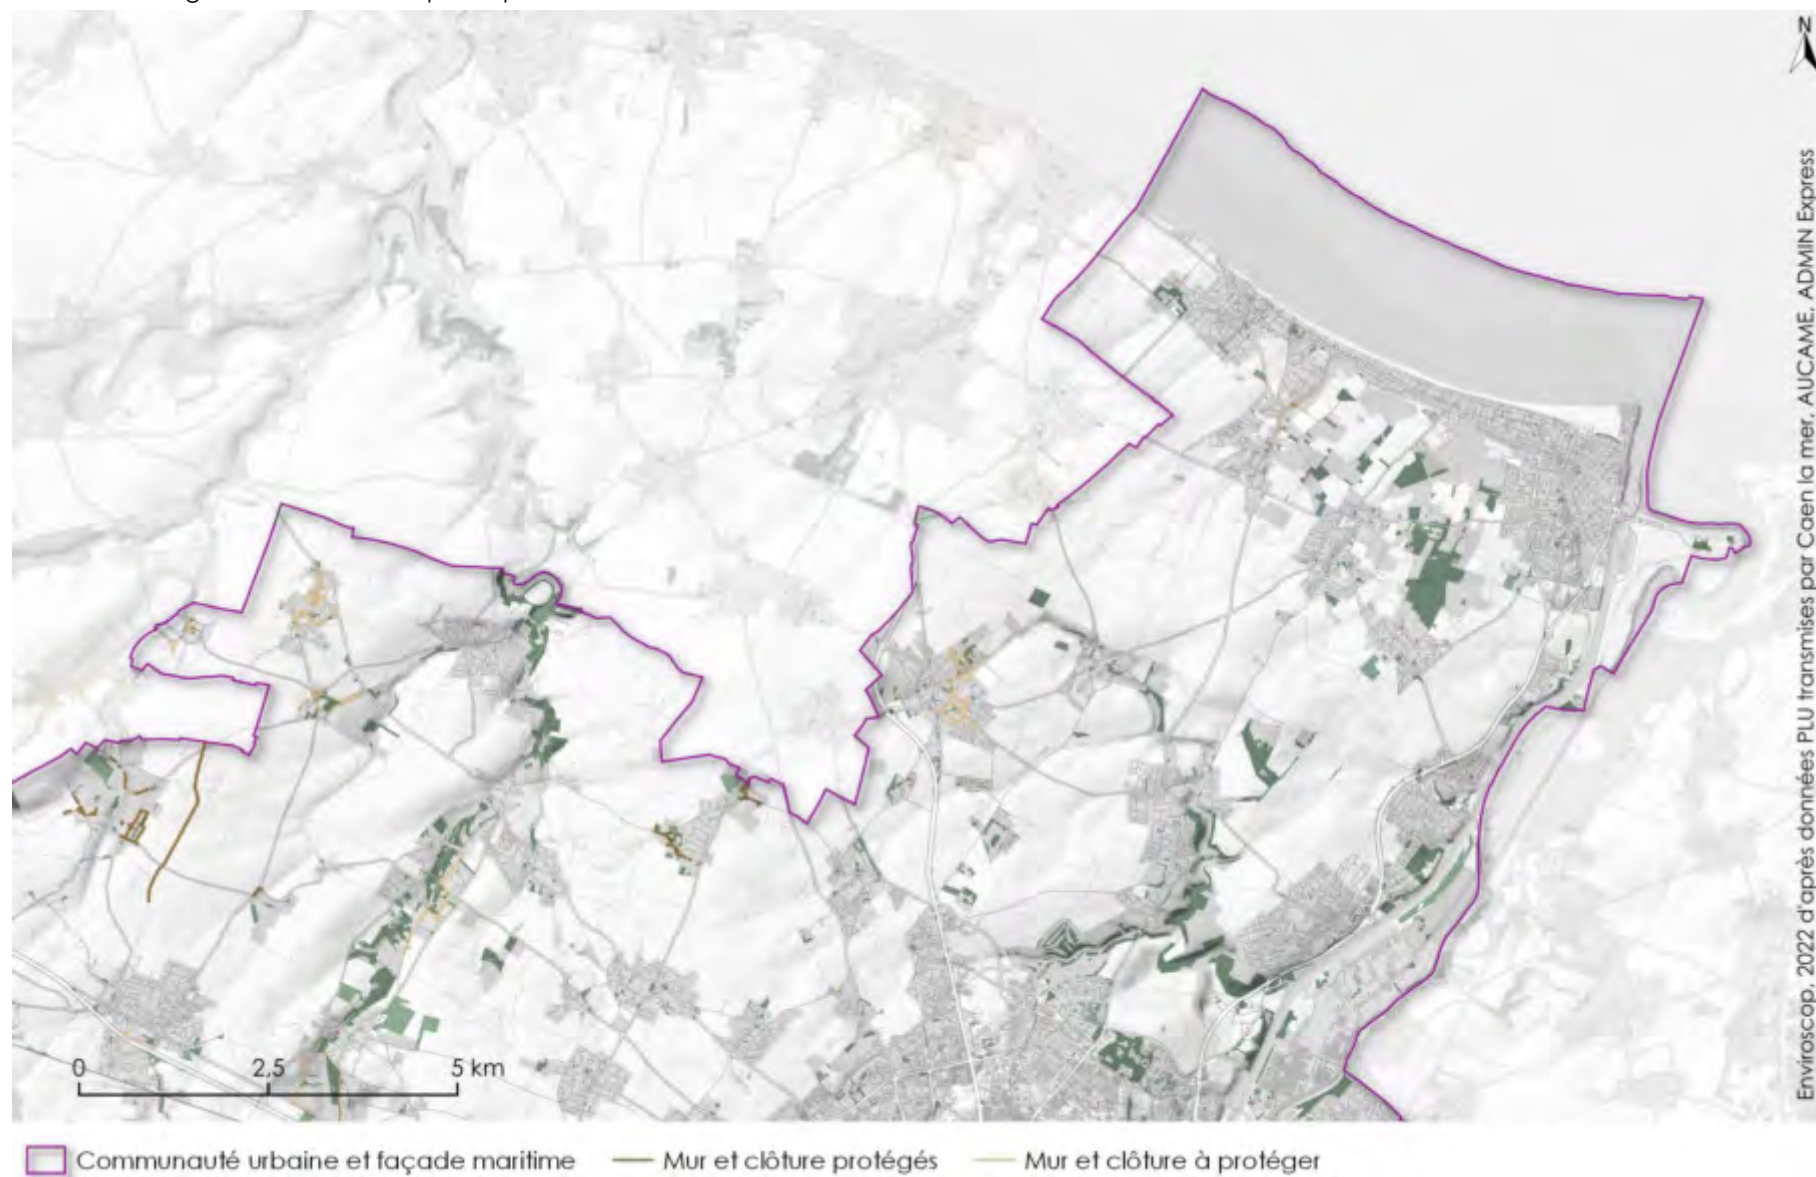 N
Enviroscop, 2022 d'après données PLU transmises par Caen la mer, AUCAME, ADMIN Express
0 2,5 5 km
Communauté urbaine et façade maritime Mur et clôture protégés Mur et clôture à protéger